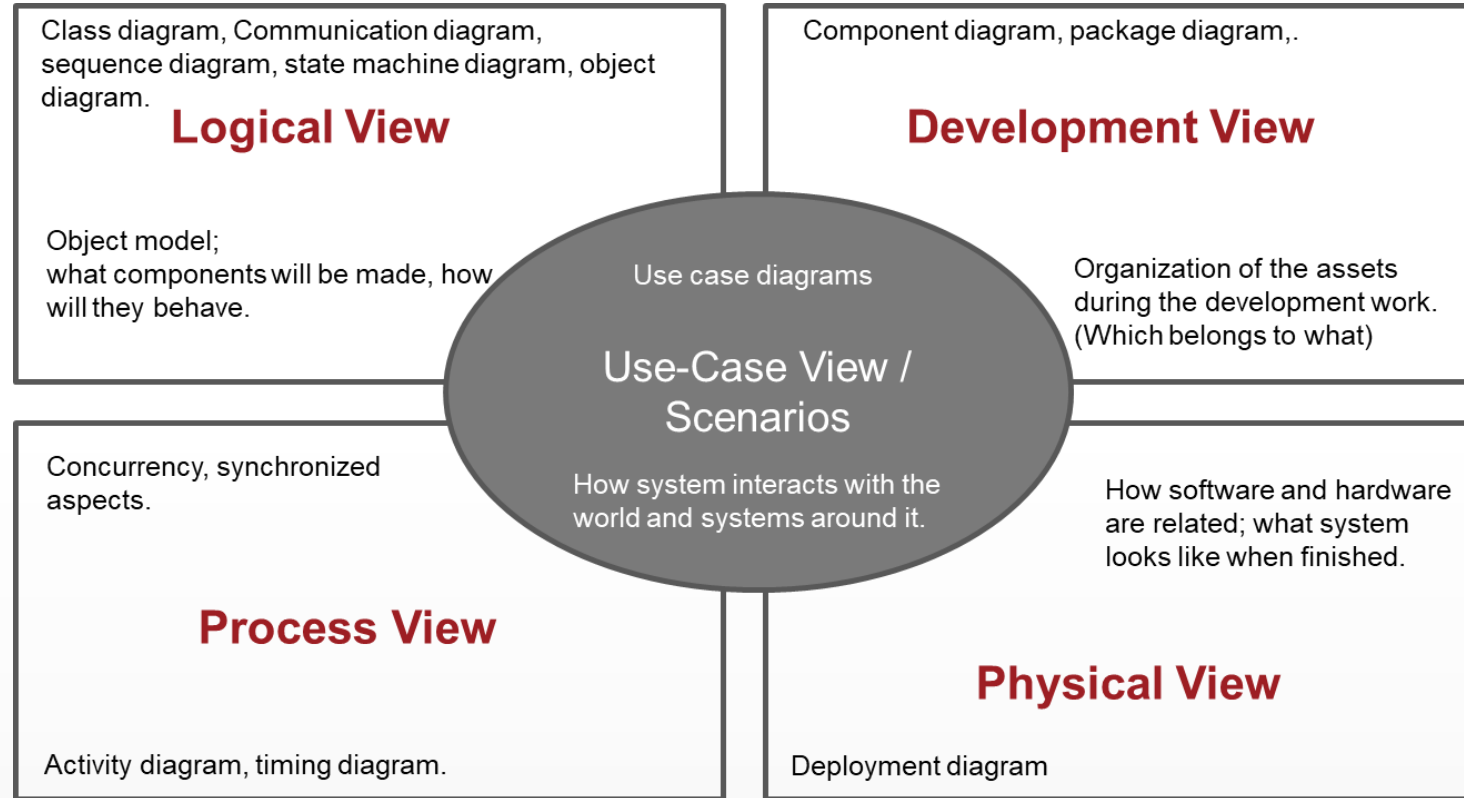 Class diagram, Communication diagram,
sequence diagram, state machine diagram, object
diagram.
Logical View
Object model;
what components will be made, how
will they behave.
Component diagram, package diagram,.
Development View
Organization of the assets
during the development work.
(Which belongs to what)
Use case diagrams
Use-Case View /
Scenarios
How system interacts with the
world and systems around it.
Concurrency, synchronized
aspects.
Process View
Activity diagram, timing diagram.
How software and hardware
are related; what system
looks like when finished.
Physical View
Deployment diagram